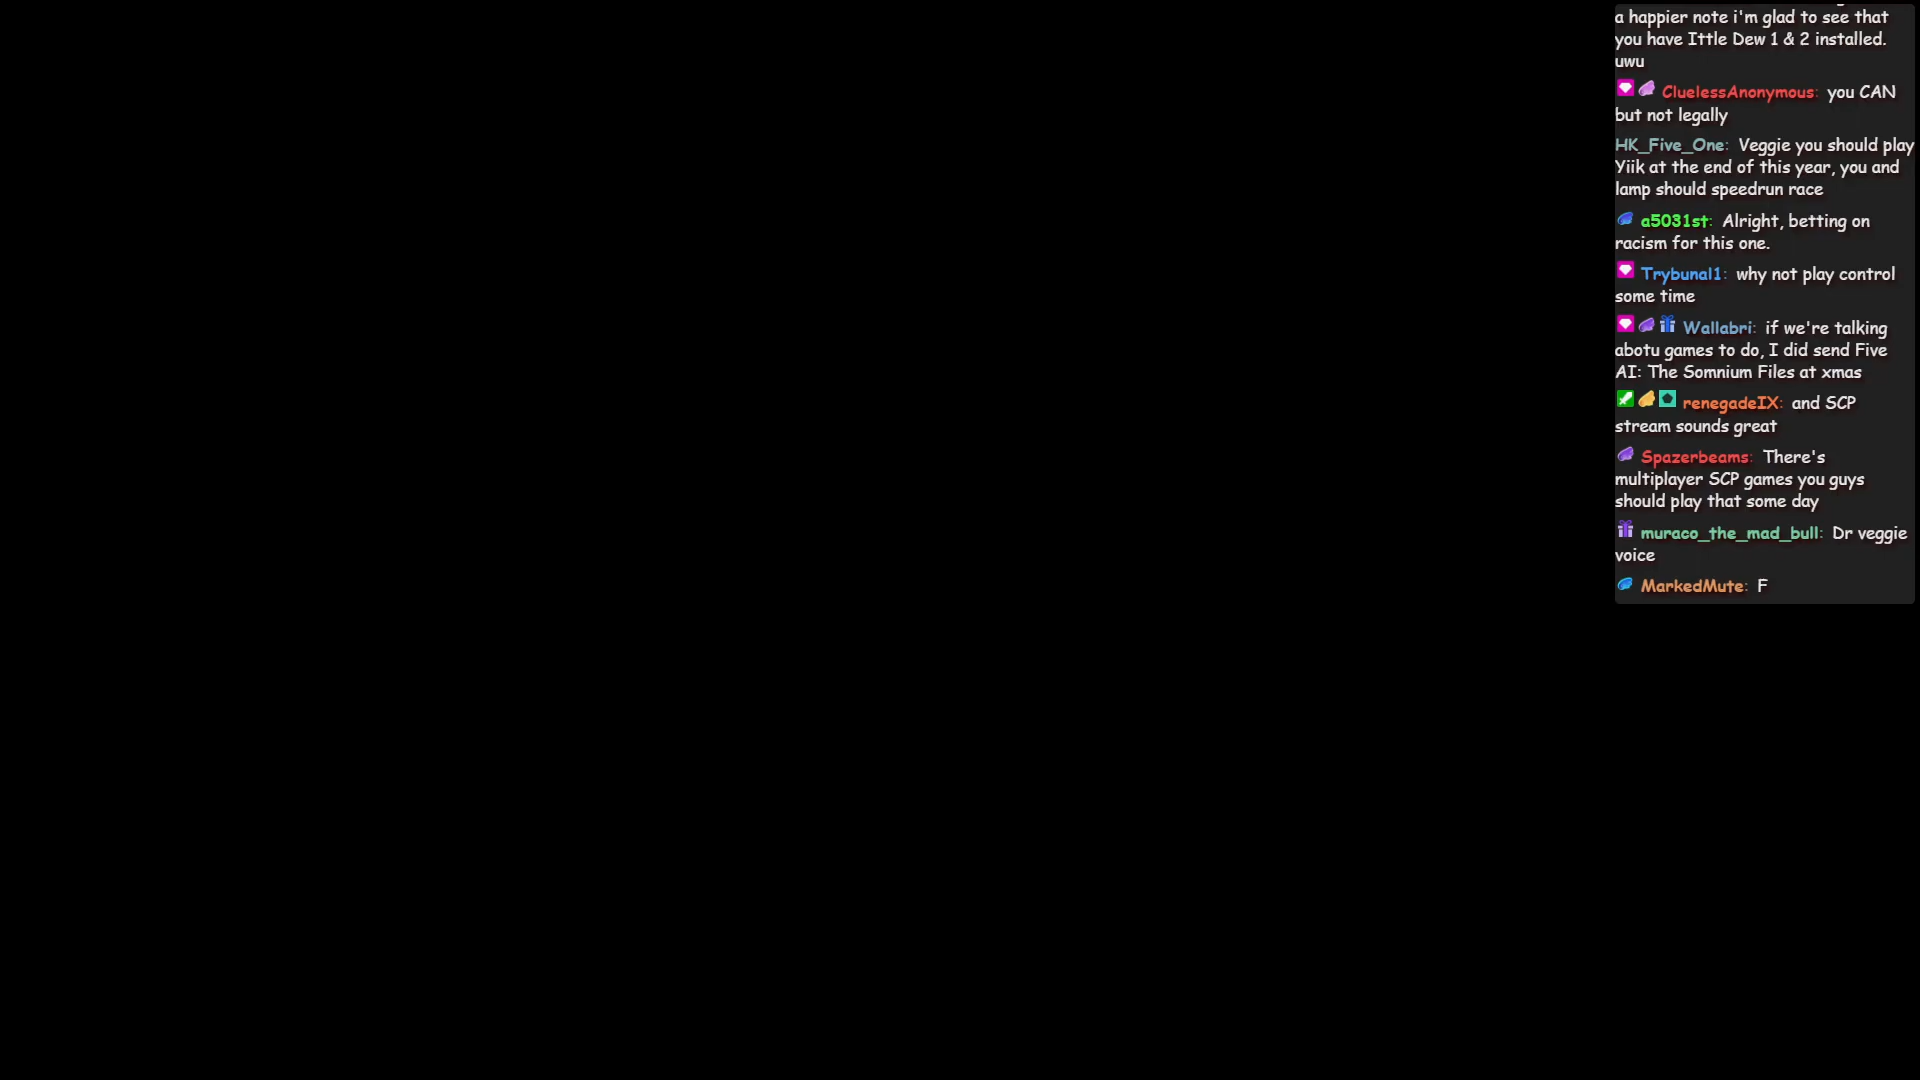 a happier note i'm glad to see that
you have Ittle Dew 1 & 2 installed.
uwu
CluelessAnonymous: you CAN
but not legally
HK_Five_One: Veggie you should play
Yiik at the end of this year, you and
lamp should speedrun race
a5031st: Alright, betting on
racism for this one.
Trybunal1: why not play control
some time
Wallabri: if we're talking
abotu games to do, I did send Five
AI: The Somnium Files at xmas
renegadeIX: and SCP
stream sounds great
Spazerbeams: There's
multiplayer SCP games you guys
should play that some day
muraco_the_mad_bull: Dr veggie
voice
MarkedMute: F